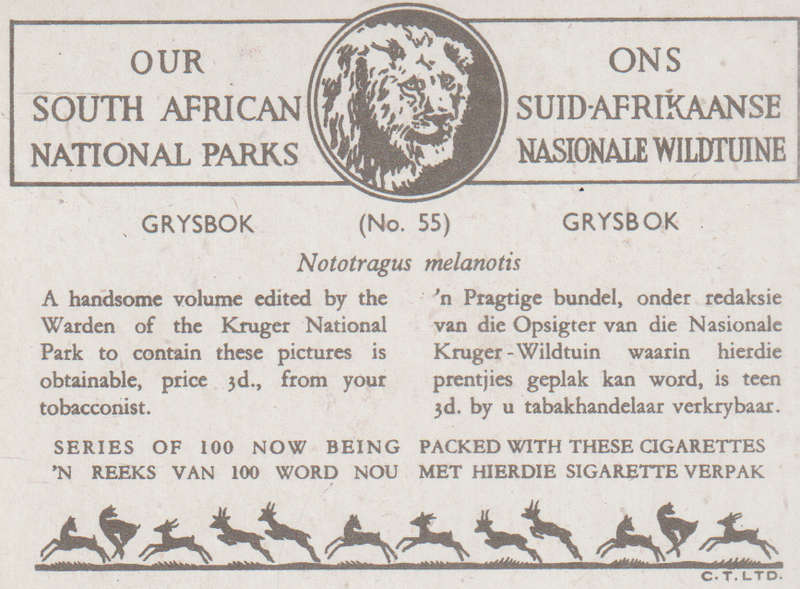 OUR
SOUTH AFRICAN
NATIONAL PARKS
ONS
SUID-AFRIKAANSE
NASIONALE WILDTUINE
GRYSBOK (No. 55) GRYSBOK
Nototragus melanotis
A handsome volume edited by the
Warden of the Kruger National
Park to contain these pictures is
obtainable, price 3d., from your
tobacconist.
'n Pragtige bundel, onder redaksie
van die Opsigter van die Nasionale
Kruger-Wildtuin waarin hierdie
prentjies geplak kan word, is teen
3d. by u tabakhandelaar verkrybaar.
SERIES OF 100 NOW BEING PACKED WITH THESE CIGARETTES
'N REEKS VAN 100 WORD NOU MET HIERDIE SIGARETTE VERPAK
C.T.LTD.